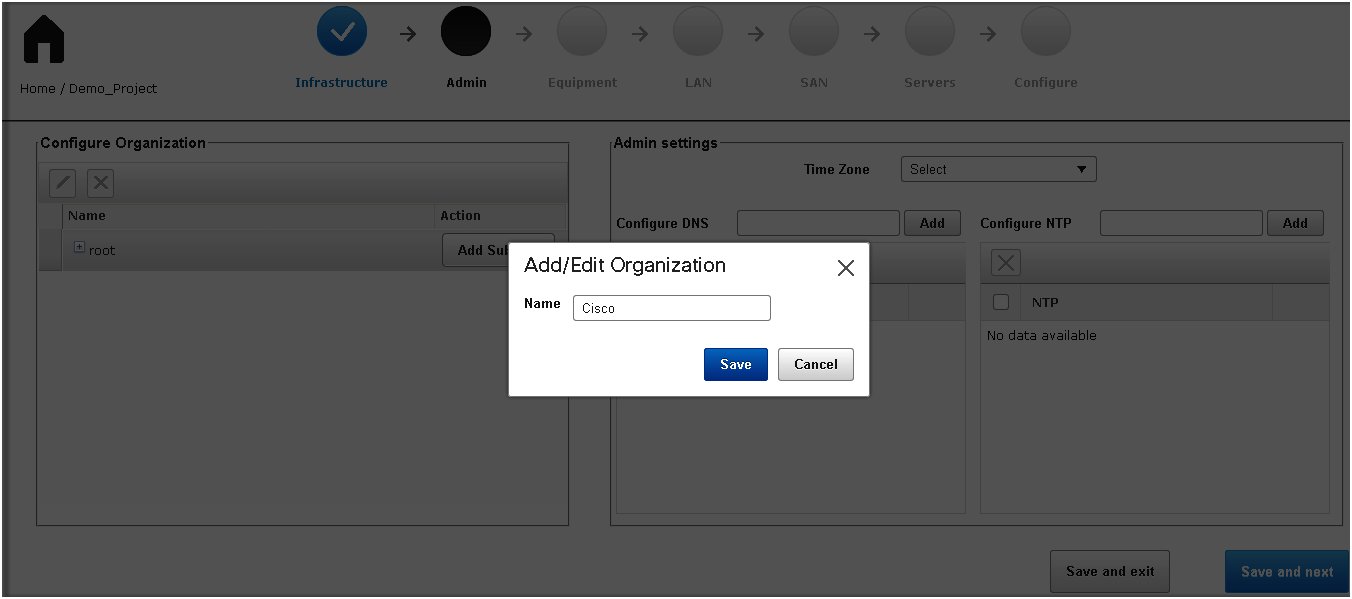 Home / Demo_Project
Infrastructure
Admin
Equipment
LAN
SAN
Servers
Configure
Configure Organization
Name
Action
root
Add Sub
Admin settings
Time Zone
Select
Configure DNS
Add
Configure NTP
Add
NTP
No data available
Add/Edit Organization
Name
Cisco
Save
Cancel
Save and exit
Save and next